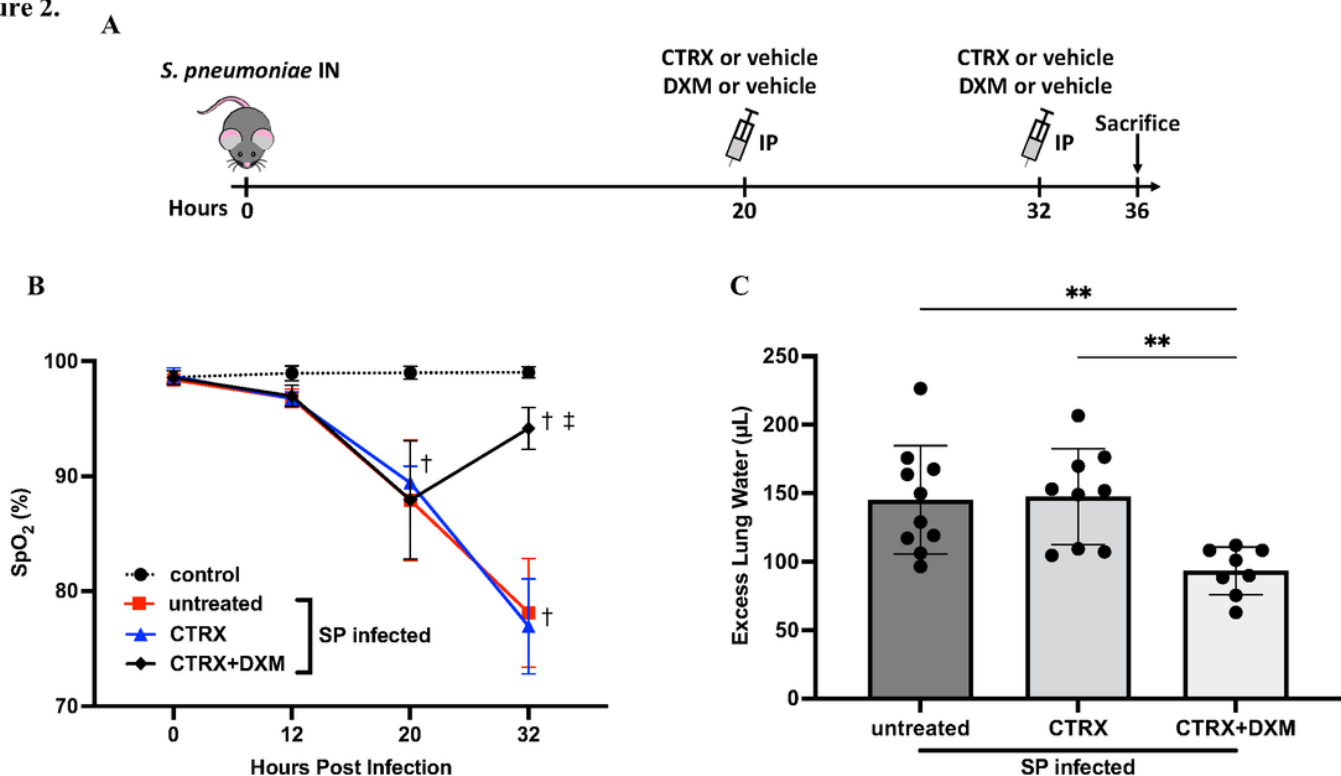 ure 2.
A
S. pneumoniae IN
CTRX or vehicle
DXM or vehicle
IP
CTRX or vehicle
DXM or vehicle
IP
Sacrifice
Hours 0 20 32 36
B
100
90
80
70
SpO2 (%)
† ‡
†
†
control
untreated
CTRX
CTRX+DXM
SP infected
0 12 20 32
Hours Post Infection
C
**
**
250
200
150
100
50
0
Excess Lung Water (µL)
untreated CTRX CTRX+DXM
SP infected